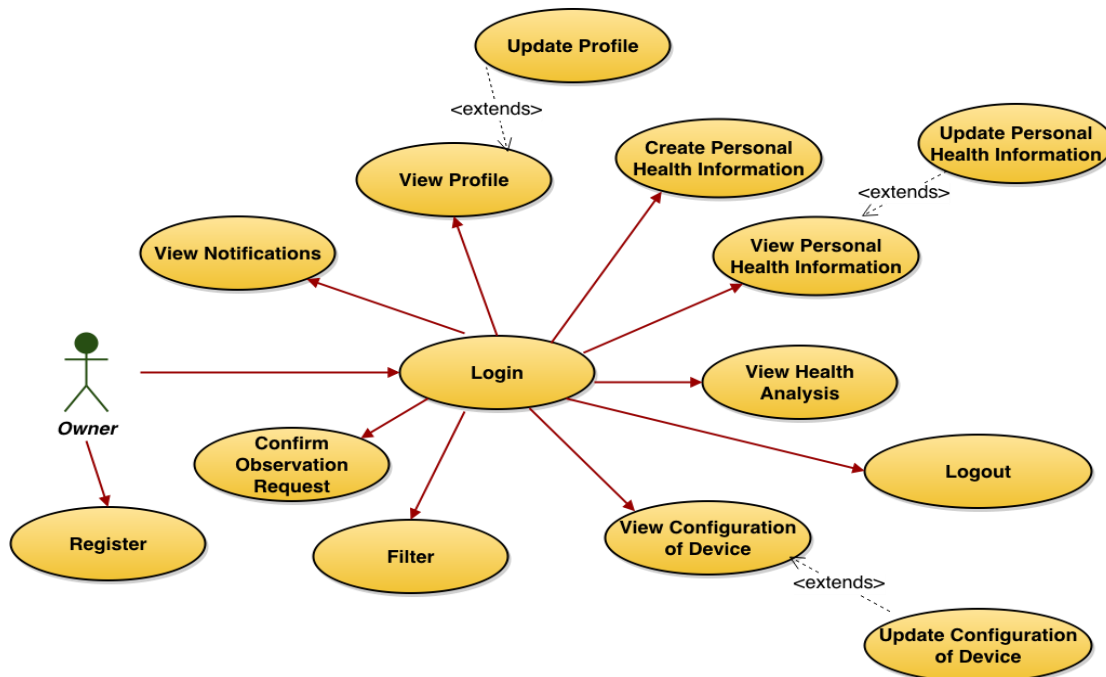 Update Profile
<extends>
View Profile
Create Personal
Health Information
Update Personal
Health Information
<extends>
View Notifications
View Personal
Health Information
Login
View Health
Analysis
Owner
Confirm
Observation
Request
Logout
Register
Filter
View Configuration
of Device
<extends>
Update Configuration
of Device